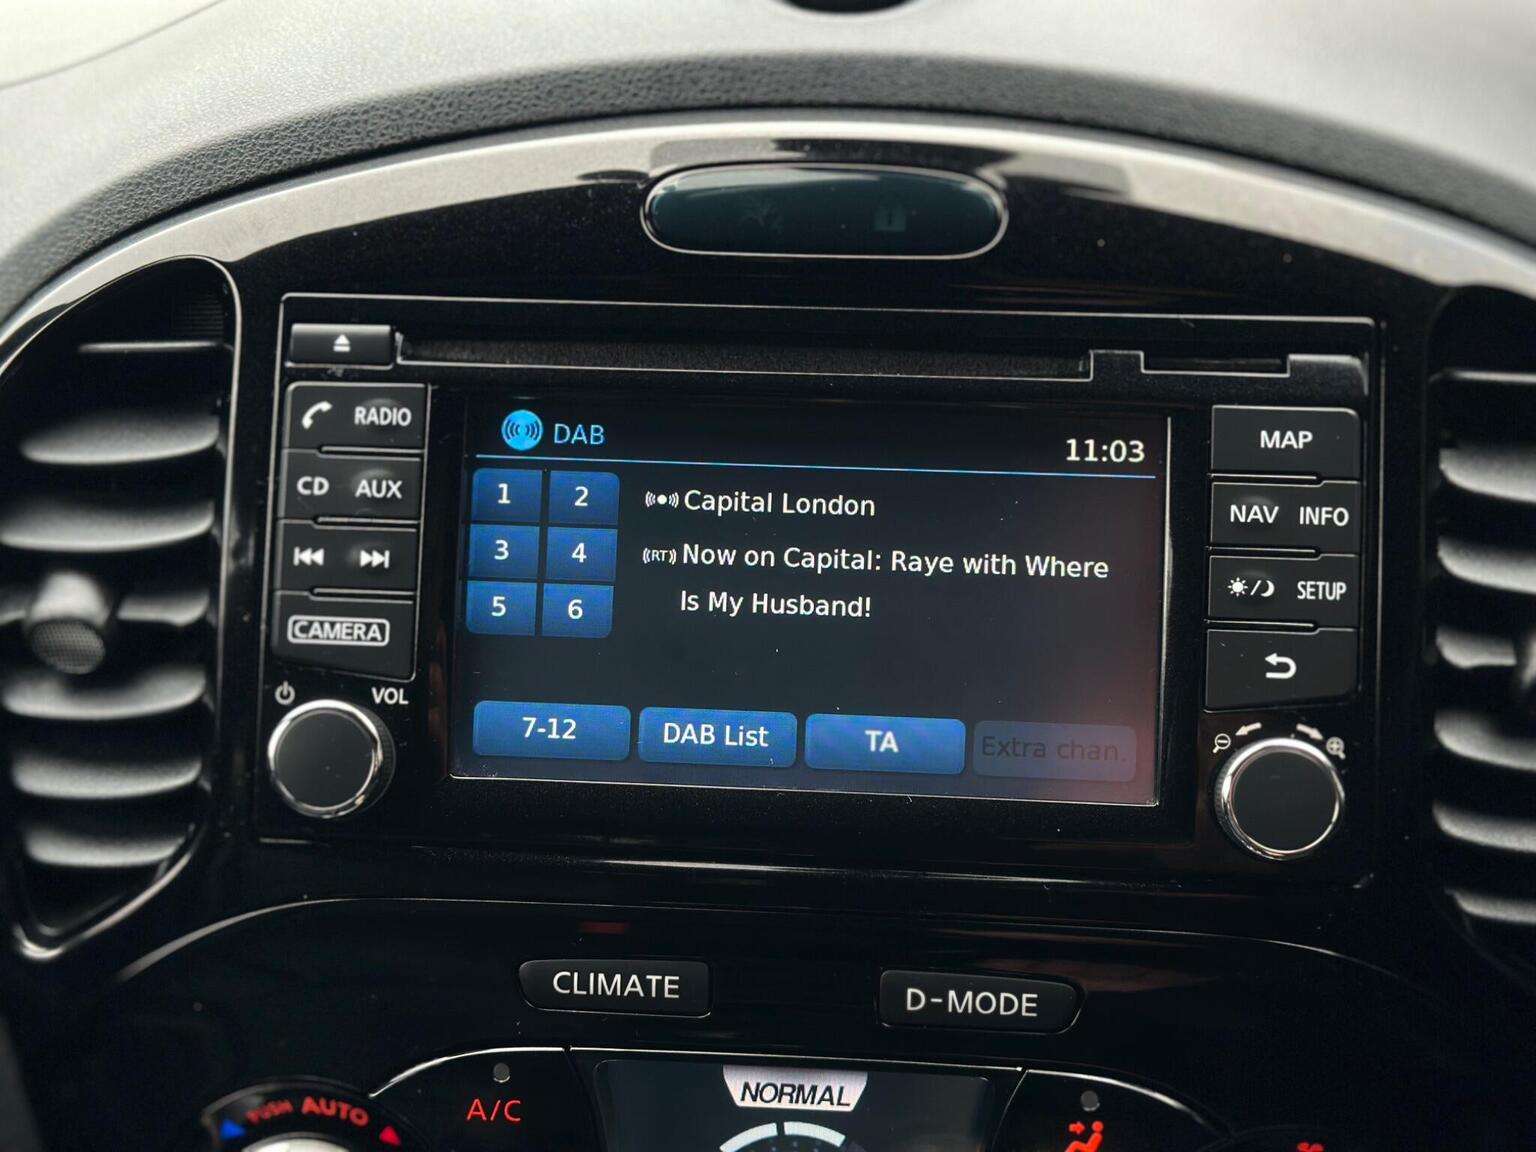 RADIO
CD AUX
CAMERA
VOL
DAB
11:03
1 2
3 4
5 6
Capital London
RT Now on Capital: Raye with Where
Is My Husband!
7-12 DAB List TA Extra chan.
MAP
NAV INFO
SETUP
CLIMATE D-MODE
PUSH AUTO
A/C
NORMAL